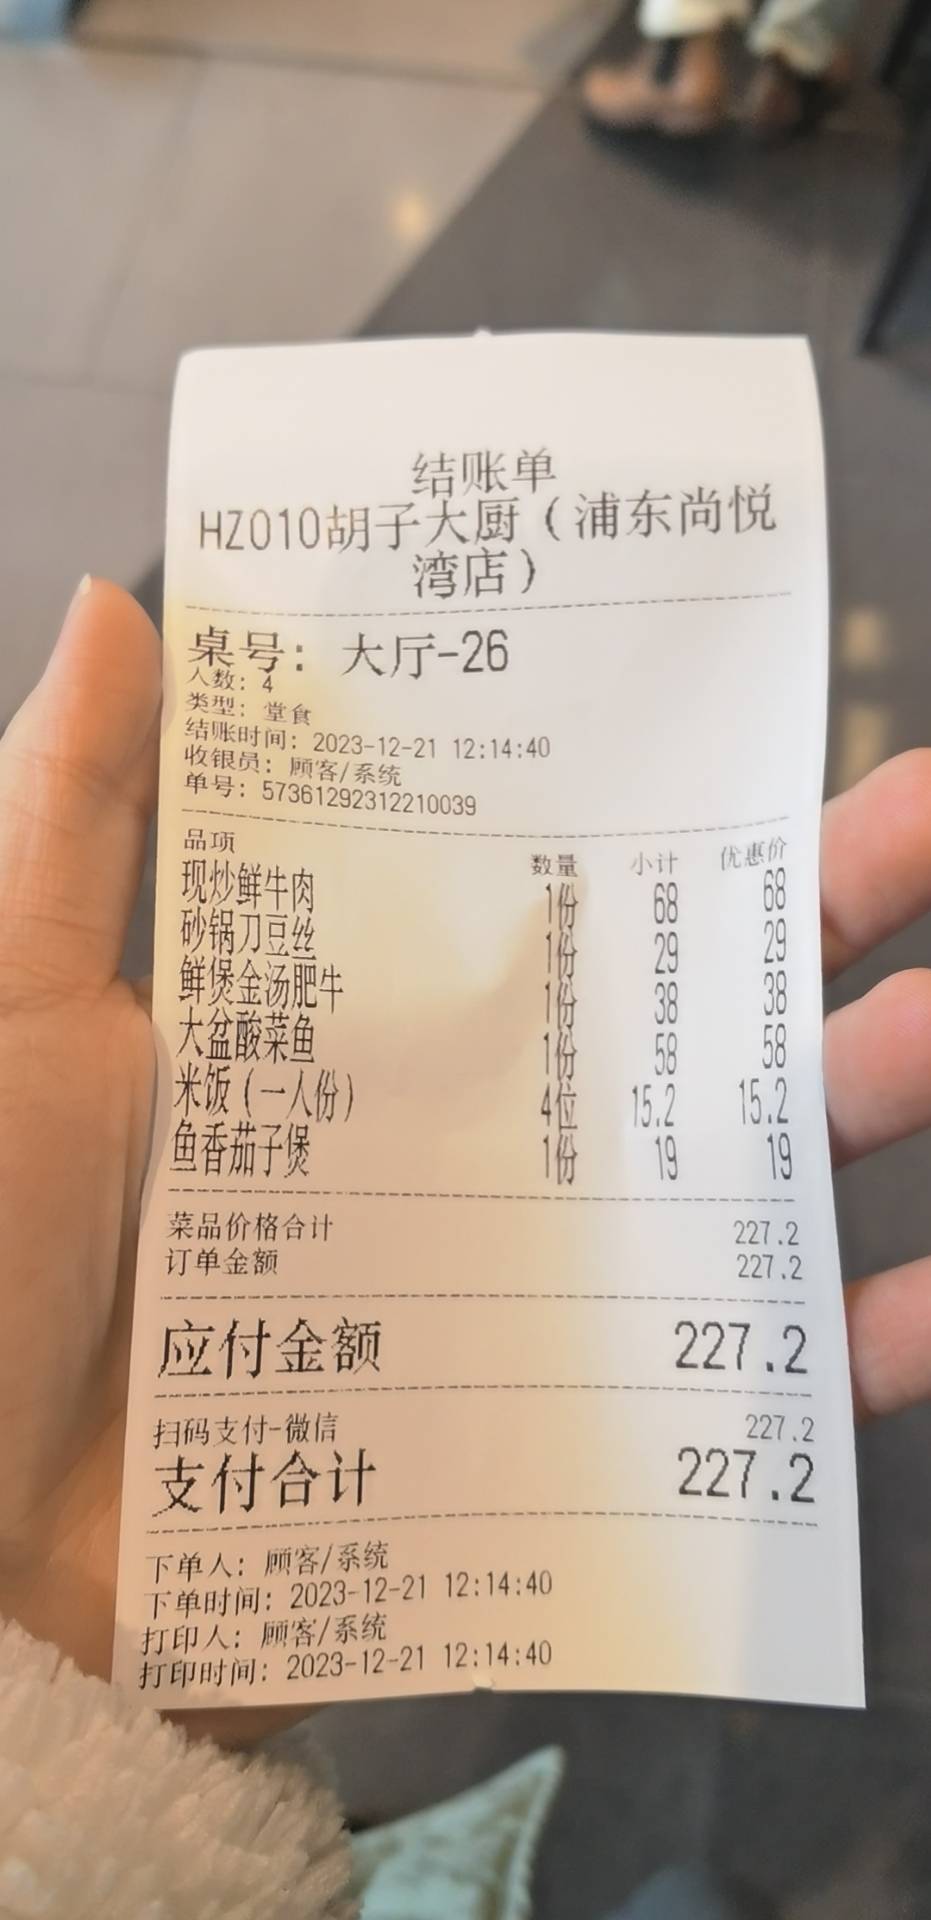 结账单
HZ010胡子大厨（浦东尚悦
湾店）
桌号：大厅-26
人数：4
类型：堂食
结账时间：2023-12-21 12:14:40
收银员：顾客/系统
单号：57361292312210039
品项 数量 小计 优惠价
现炒鲜牛肉 1份 68 68
砂锅刀豆丝 1份 29 29
鲜煲金汤肥牛 1份 38 38
大盆酸菜鱼 1份 58 58
米饭（一人份） 4位 15.2 15.2
鱼香茄子煲 1份 19 19
菜品价格合计 227.2
订单金额 227.2
应付金额 227.2
扫码支付-微信 227.2
支付合计 227.2
下单人：顾客/系统
下单时间：2023-12-21 12:14:40
打印人：顾客/系统
打印时间：2023-12-21 12:14:40